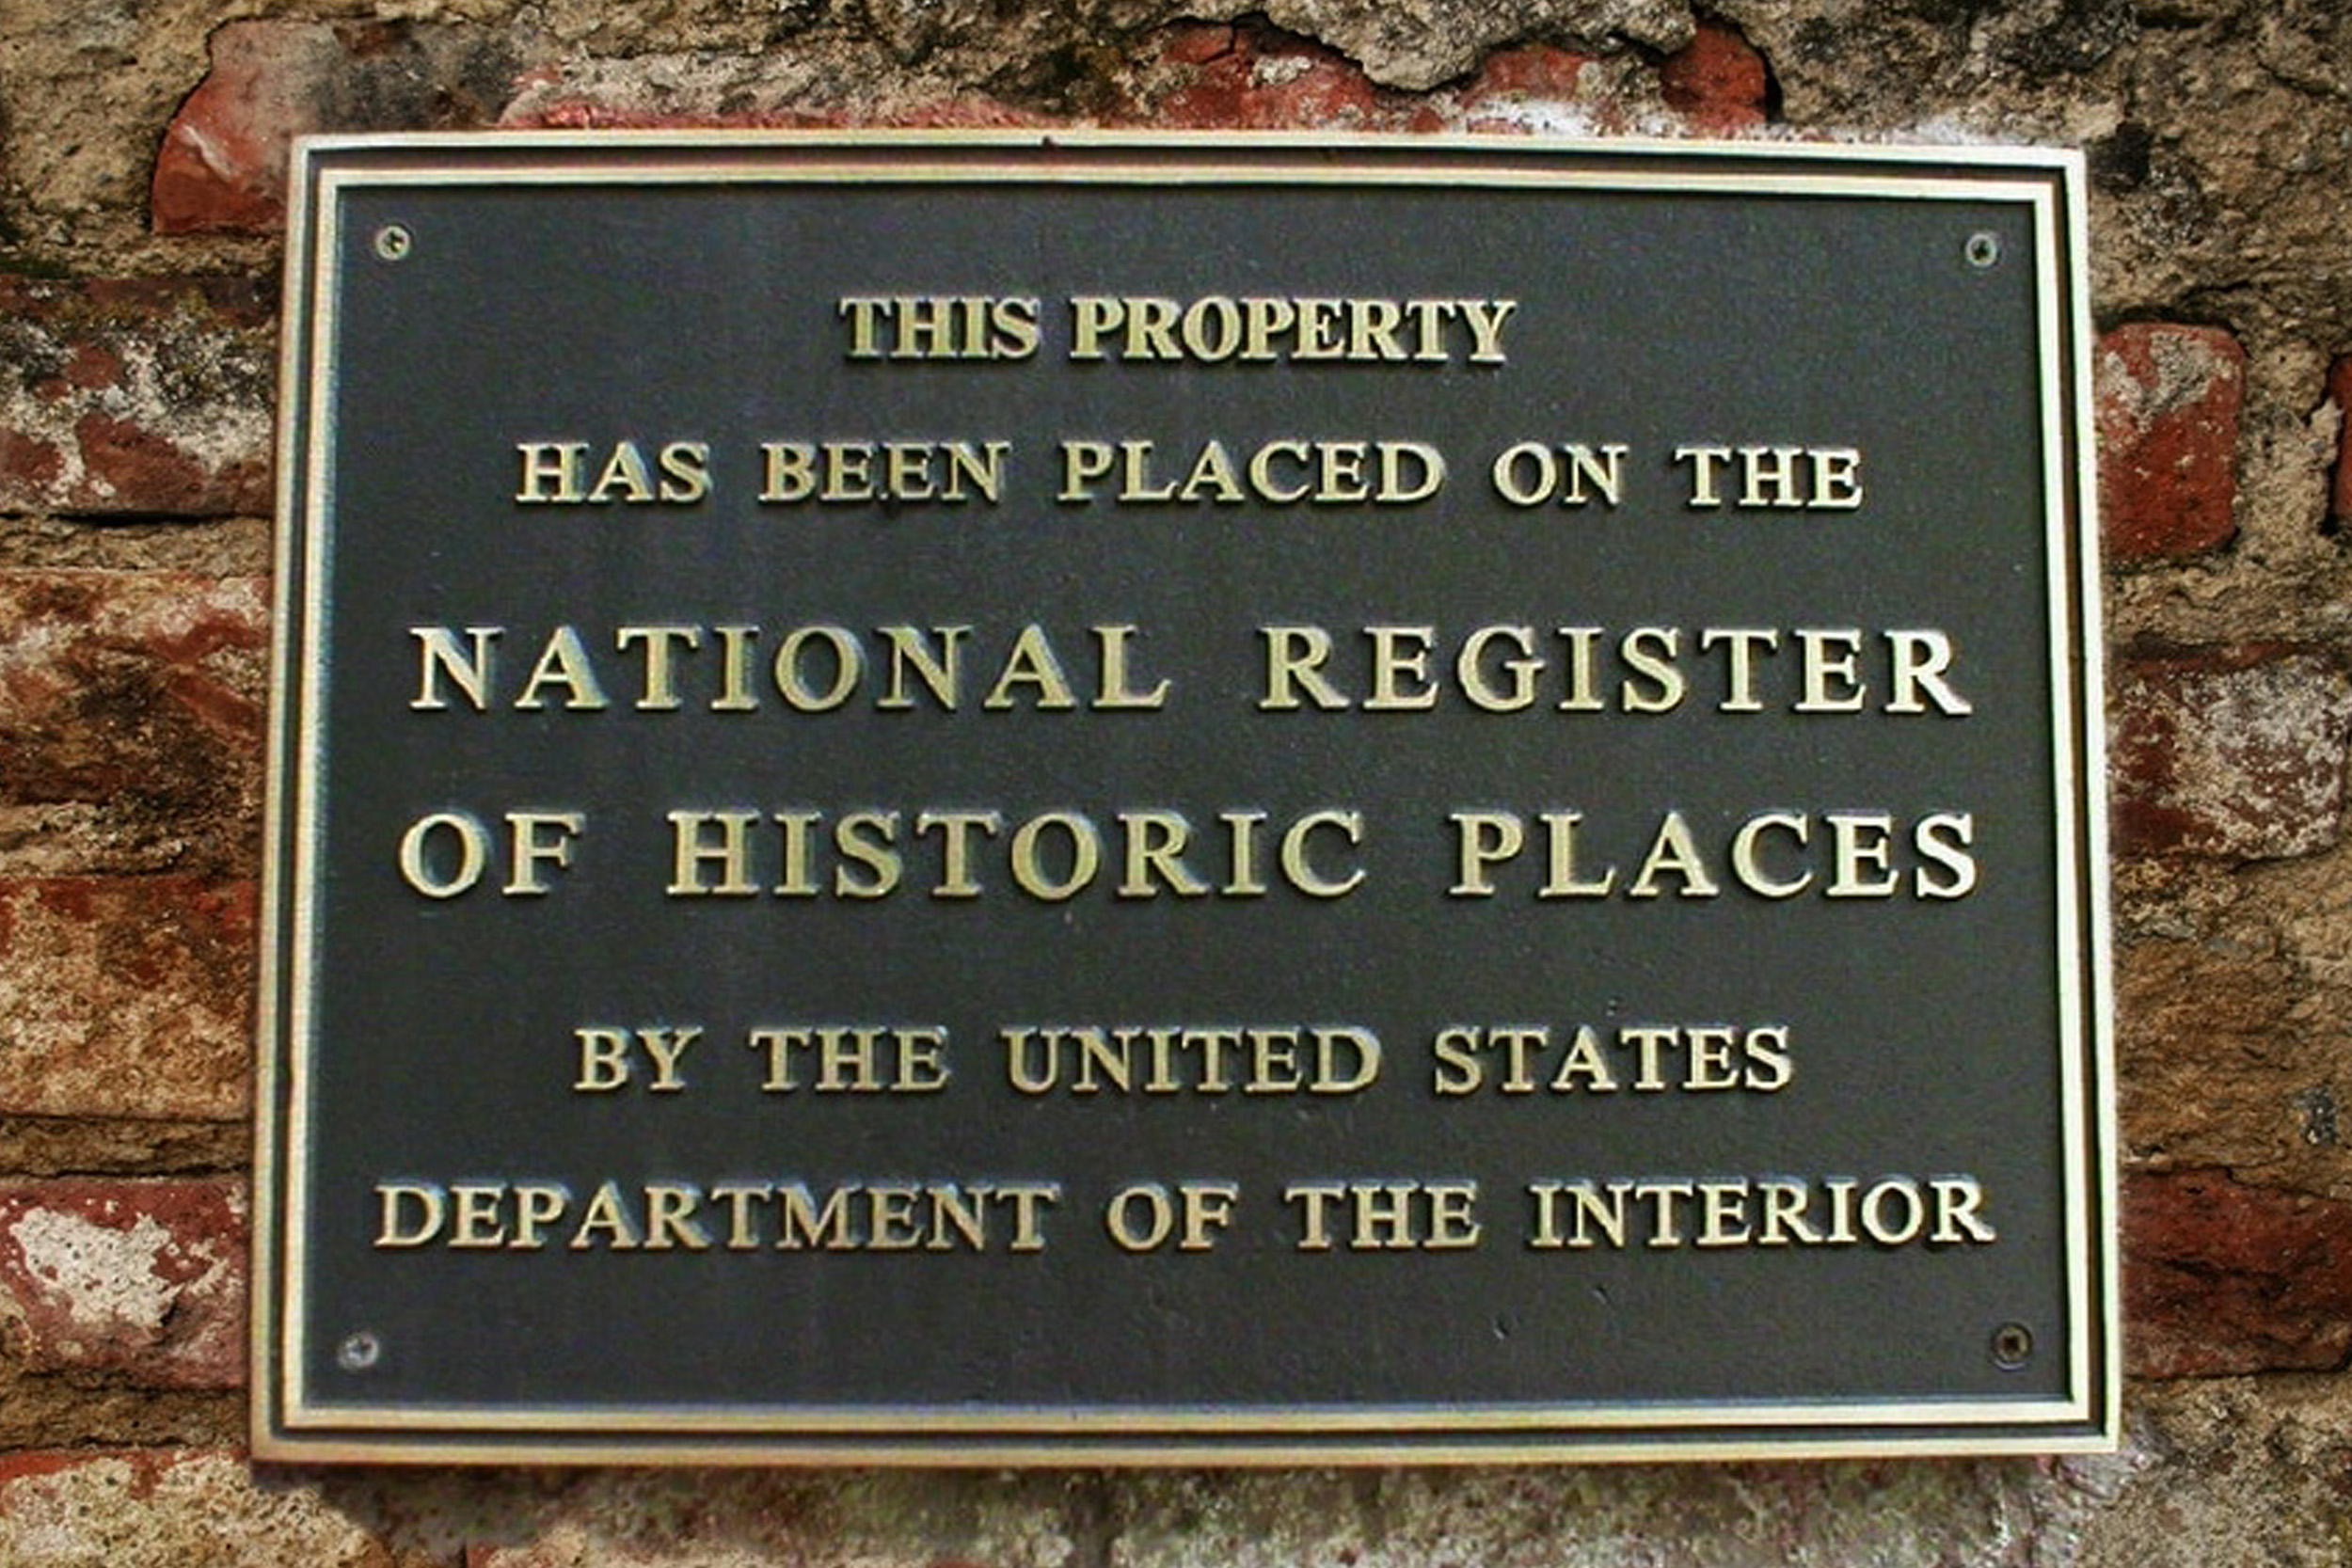 THIS PROPERTY
HAS BEEN PLACED ON THE
NATIONAL REGISTER
OF HISTORIC PLACES
BY THE UNITED STATES
DEPARTMENT OF THE INTERIOR